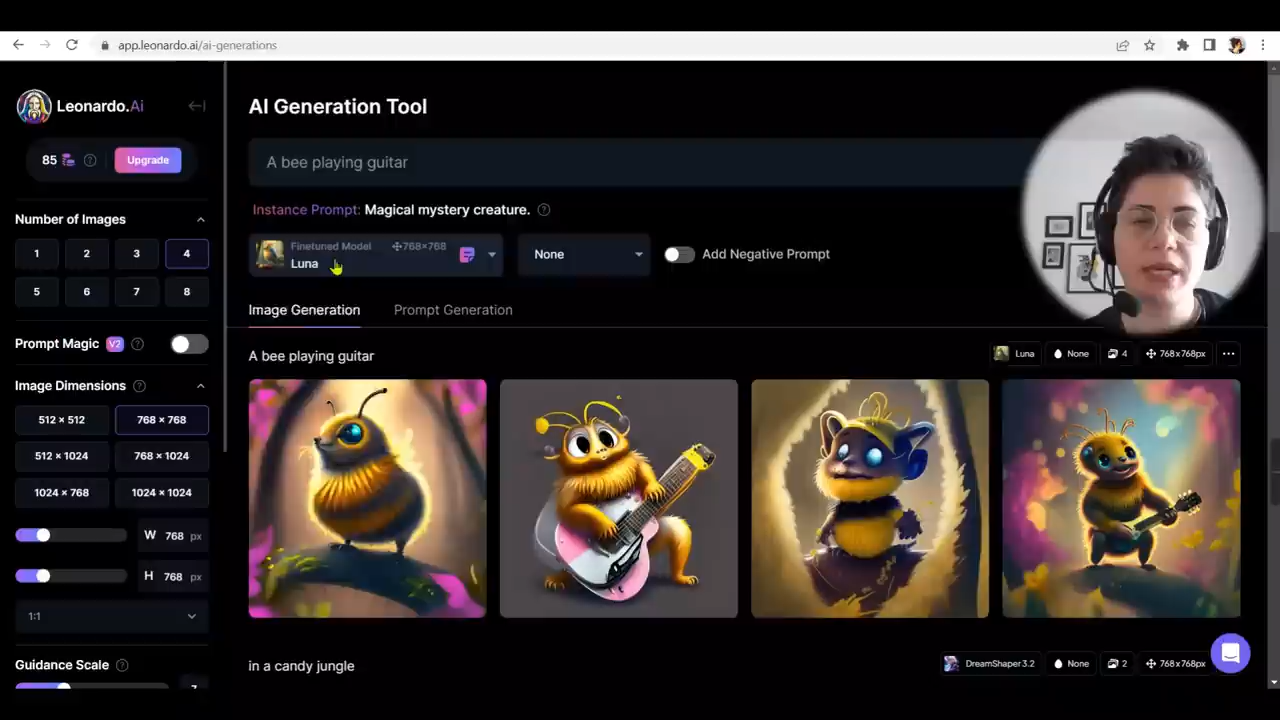 app.leonardo.ai/ai-generations
Leonardo.Ai
85
Upgrade
Number of Images
1 2 3 4
5 6 7 8
Prompt Magic V2
Image Dimensions
512 × 512 768 × 768
512 × 1024 768 × 1024
1024 × 768 1024 × 1024
W 768 px
H 768 px
1:1
Guidance Scale
7
AI Generation Tool
A bee playing guitar
Instance Prompt: Magical mystery creature.
Finetuned Model 768×768
Luna
None
Add Negative Prompt
Image Generation Prompt Generation
A bee playing guitar
Luna None 4 768x768px
in a candy jungle
DreamShaper 3.2 None 2 768x768px